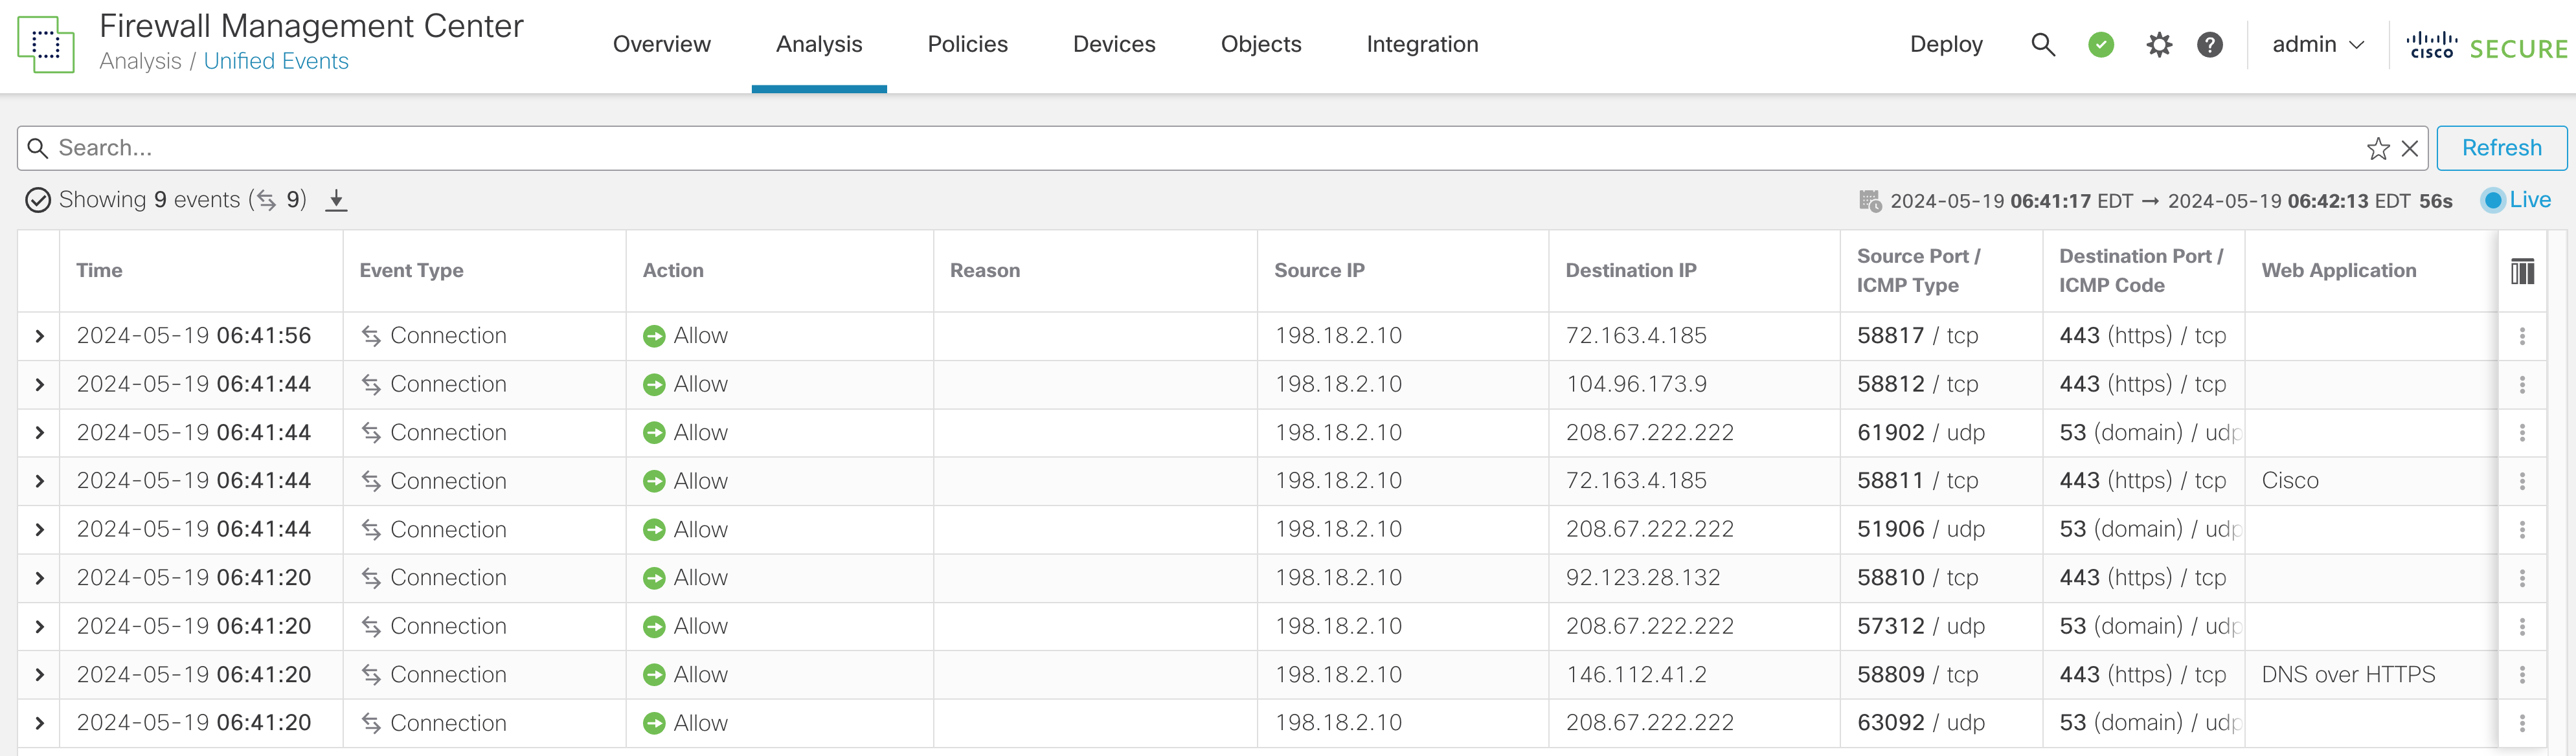 Firewall Management Center
Analysis / Unified Events
Overview Analysis Policies Devices Objects Integration
Deploy admin cisco SECURE
Search...
Refresh
Showing 9 events (9)
2024-05-19 06:41:17 EDT → 2024-05-19 06:42:13 EDT 56s
Live
Time Event Type Action Reason Source IP Destination IP Source Port / ICMP Type Destination Port / ICMP Code Web Application
2024-05-19 06:41:56 Connection Allow 198.18.2.10 72.163.4.185 58817 / tcp 443 (https) / tcp
2024-05-19 06:41:44 Connection Allow 198.18.2.10 104.96.173.9 58812 / tcp 443 (https) / tcp
2024-05-19 06:41:44 Connection Allow 198.18.2.10 208.67.222.222 61902 / udp 53 (domain) / udp
2024-05-19 06:41:44 Connection Allow 198.18.2.10 72.163.4.185 58811 / tcp 443 (https) / tcp Cisco
2024-05-19 06:41:44 Connection Allow 198.18.2.10 208.67.222.222 51906 / udp 53 (domain) / udp
2024-05-19 06:41:20 Connection Allow 198.18.2.10 92.123.28.132 58810 / tcp 443 (https) / tcp
2024-05-19 06:41:20 Connection Allow 198.18.2.10 208.67.222.222 57312 / udp 53 (domain) / udp
2024-05-19 06:41:20 Connection Allow 198.18.2.10 146.112.41.2 58809 / tcp 443 (https) / tcp DNS over HTTPS
2024-05-19 06:41:20 Connection Allow 198.18.2.10 208.67.222.222 63092 / udp 53 (domain) / udp